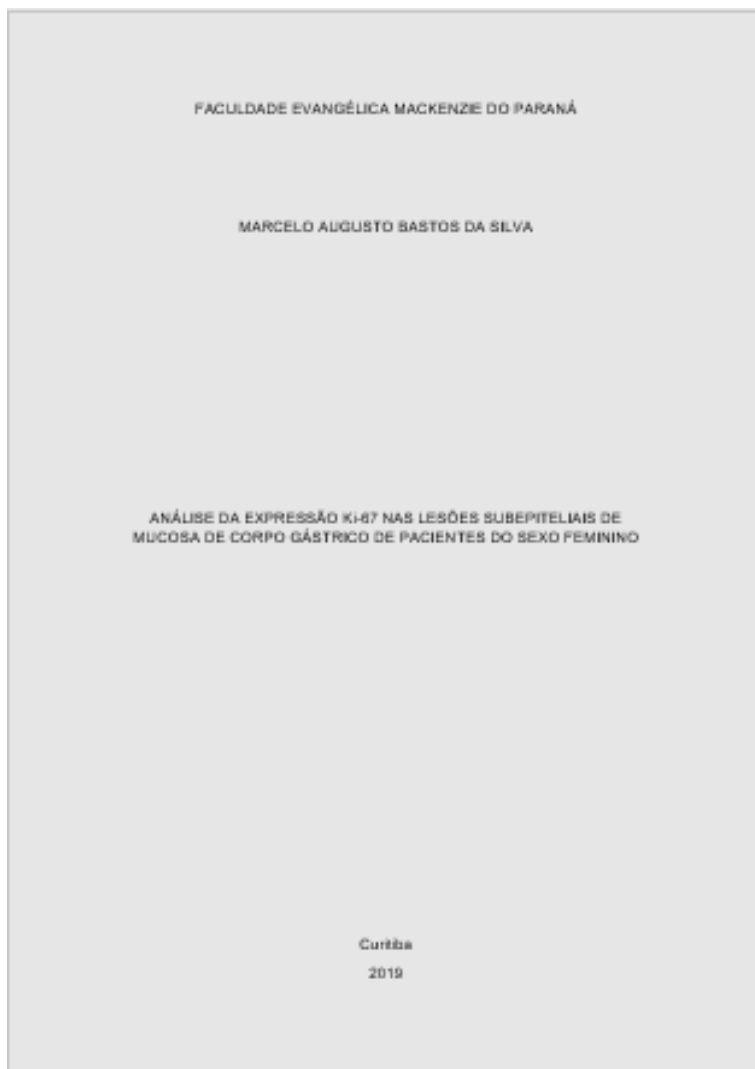 FACULDADE EVANGÉLICA MACKENZIE DO PARANÁ
MARCELO AUGUSTO BASTOS DA SILVA
ANÁLISE DA EXPRESSÃO Ki-67 NAS LESÕES SUBEPITELIAIS DE
MUCOSA DE CORPO GÁSTRICO DE PACIENTES DO SEXO FEMININO
Curitiba
2019